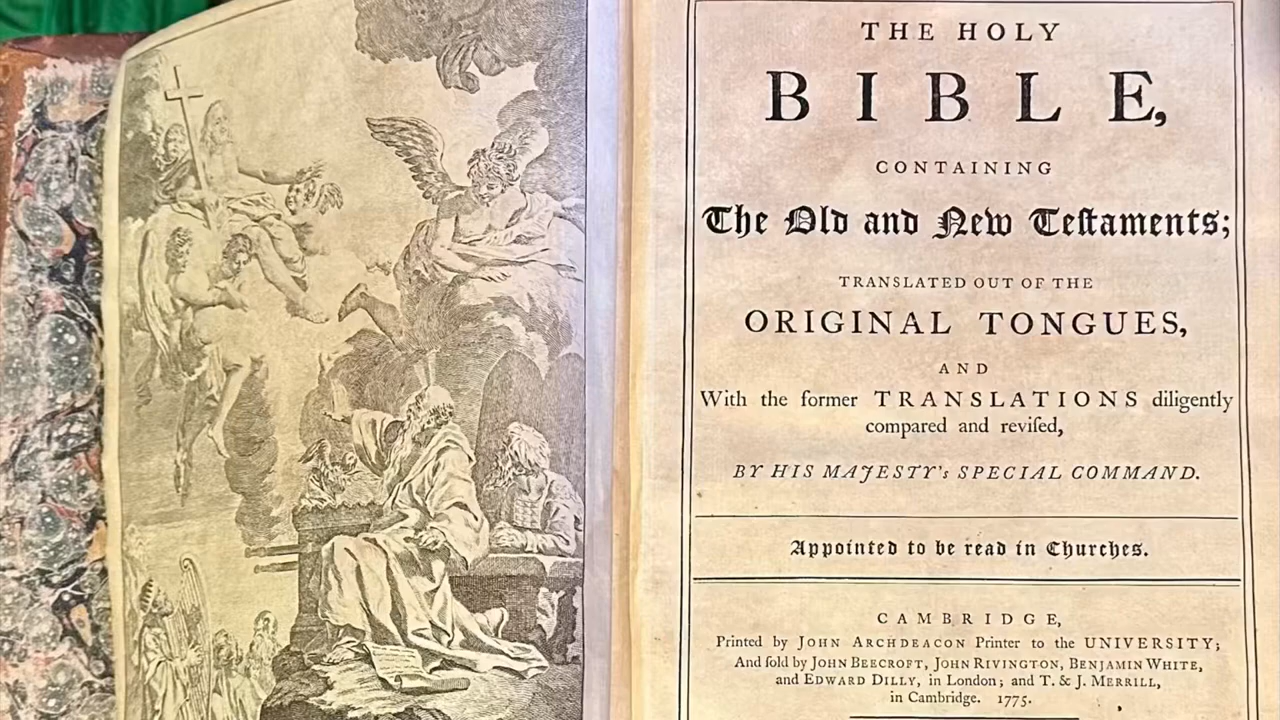 THE HOLY
BIBLE,
CONTAINING
The Old and New Teſtaments;
TRANSLATED OUT OF THE
ORIGINAL TONGUES,
AND
With the former TRANSLATIONS diligently
compared and reviſed,
BY HIS MAJESTY's SPECIAL COMMAND.
Appointed to be read in Churches.
CAMBRIDGE,
Printed by JOHN ARCHDEACON Printer to the UNIVERSITY;
And ſold by JOHN BEECROFT, JOHN RIVINGTON, BENJAMIN WHITE,
and EDWARD DILLY, in London; and T. & J. MERRILL,
in Cambridge. 1775.